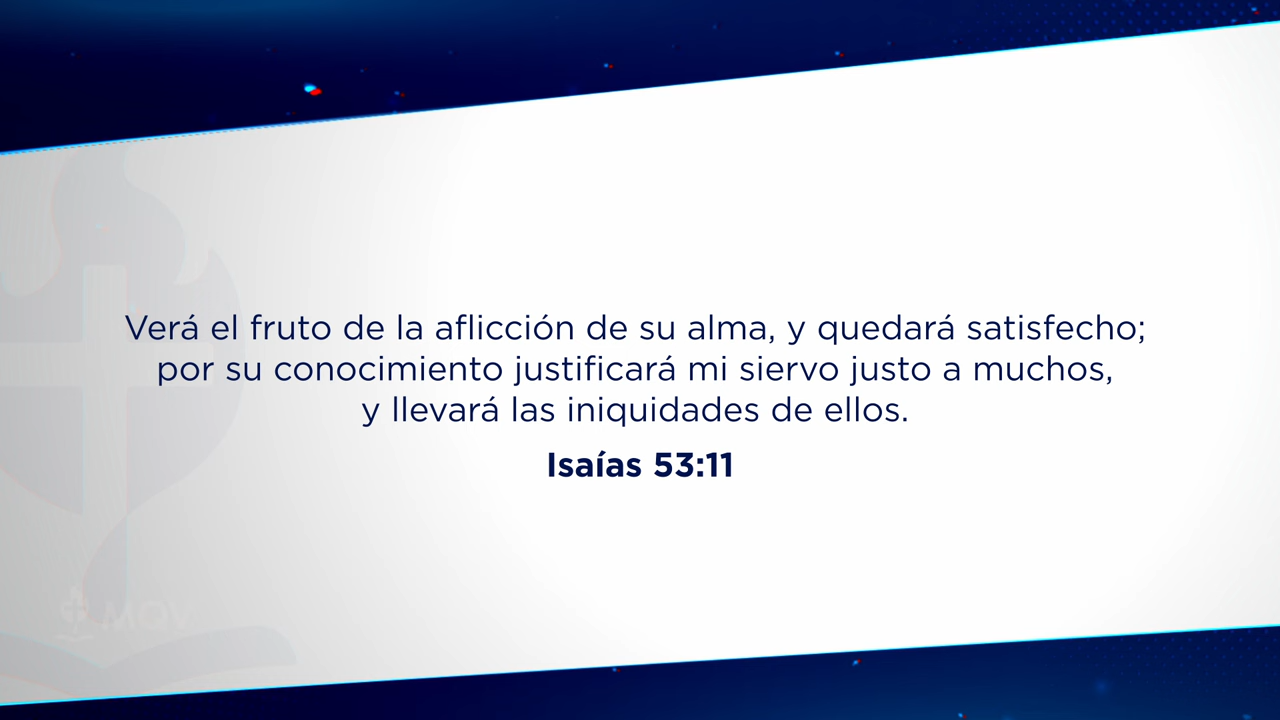 Verá el fruto de la aflicción de su alma, y quedará satisfecho;
por su conocimiento justificará mi siervo justo a muchos,
y llevará las iniquidades de ellos.
Isaías 53:11